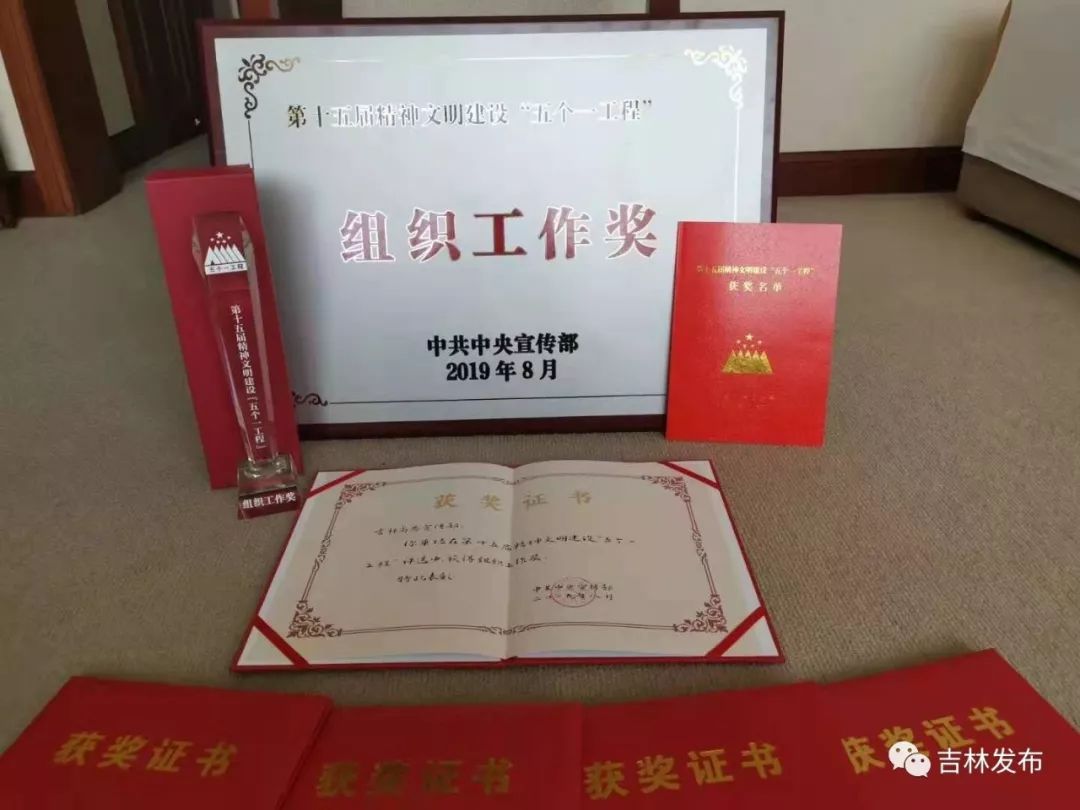 第十五届精神文明建设“五个一工程”
组织工作奖
中共中央宣传部
2019年8月
五个一工程
第十五届精神文明建设「五个一工程」
组织工作奖
第十五届精神文明建设“五个一工程”
获奖名单
获奖证书
吉林省委宣传部:
你单位在第十五届精神文明建设“五个一
工程”评选中,获得组织工作奖。
特此表彰
中共中央宣传部
二〇一九年八月
获奖证书
获奖证书
获奖证书
获奖证书
吉林发布